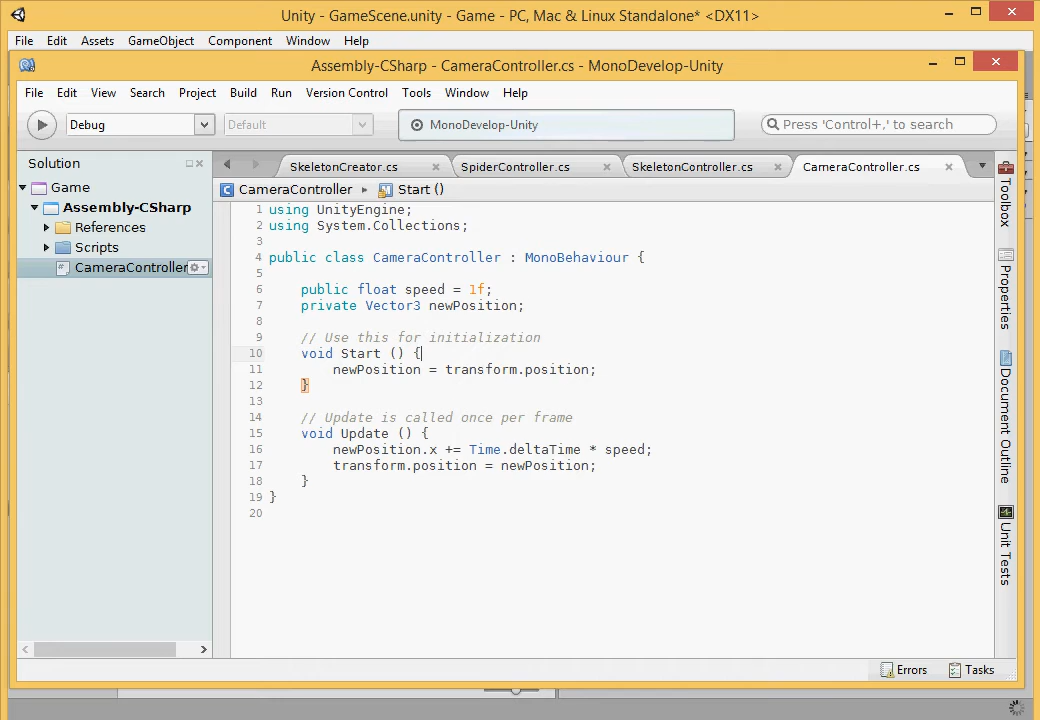 Unity - GameScene.unity - Game - PC, Mac & Linux Standalone* <DX11>
File Edit Assets GameObject Component Window Help
Assembly-CSharp - CameraController.cs - MonoDevelop-Unity
File Edit View Search Project Build Run Version Control Tools Window Help
Debug Default MonoDevelop-Unity Press 'Control+,' to search
Solution
Game
Assembly-CSharp
References
Scripts
CameraController
SkeletonCreator.cs SpiderController.cs SkeletonController.cs CameraController.cs
CameraController Start ()
1 using UnityEngine;
2 using System.Collections;
3
4 public class CameraController : MonoBehaviour {
5
6 public float speed = 1f;
7 private Vector3 newPosition;
8
9 // Use this for initialization
10 void Start () {
11 newPosition = transform.position;
12 }
13
14 // Update is called once per frame
15 void Update () {
16 newPosition.x += Time.deltaTime * speed;
17 transform.position = newPosition;
18 }
19 }
20
Toolbox
Properties
Document Outline
Unit Tests
Errors Tasks